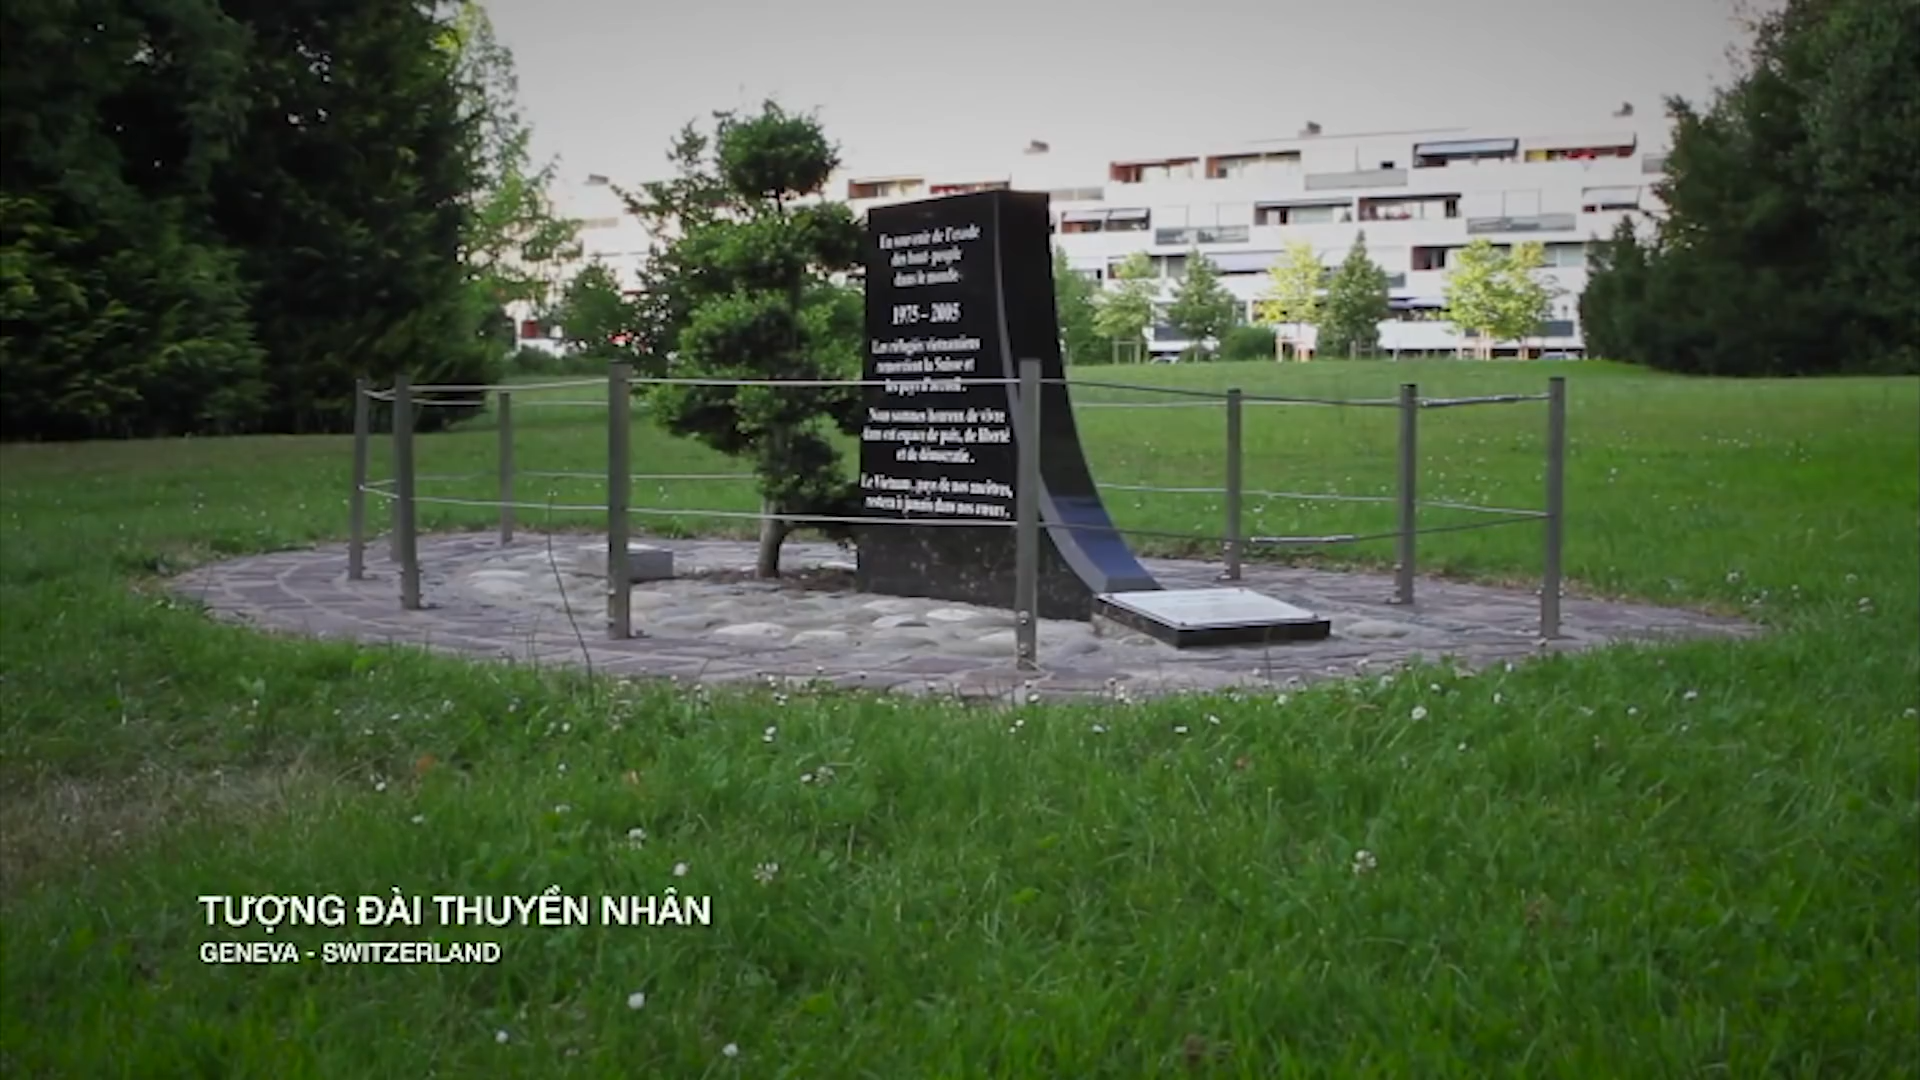 En souvenir de l'exode
des boat-people
dans le monde
1975 – 2005
Les réfugiés vietnamiens
remercient la Suisse et
les pays d'accueil.
Nous sommes heureux de vivre
dans cet espace de paix, de liberté
et de démocratie.
Le Vietnam, pays de nos ancêtres,
restera à jamais dans nos cœurs.
TƯỢNG ĐÀI THUYỀN NHÂN
GENEVA - SWITZERLAND